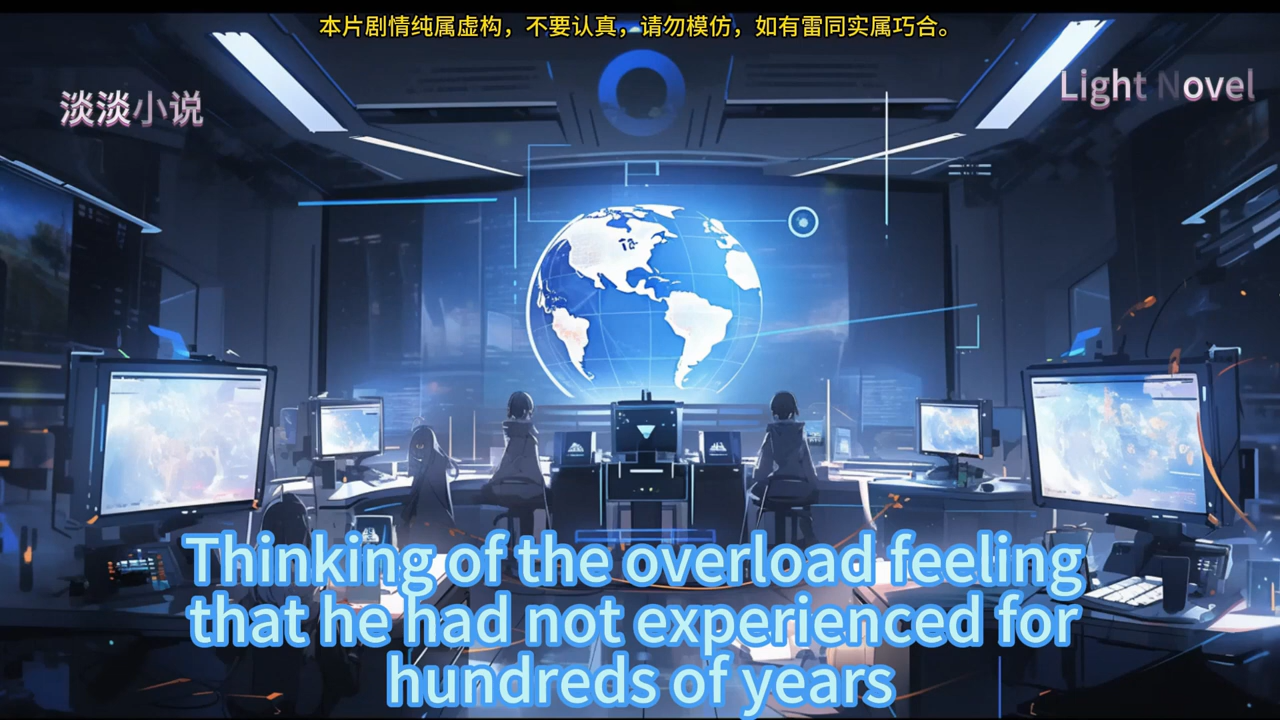 本片剧情纯属虚构，不要认真，请勿模仿，如有雷同实属巧合。
淡淡小说
Light Novel
Thinking of the overload feeling
that he had not experienced for
hundreds of years